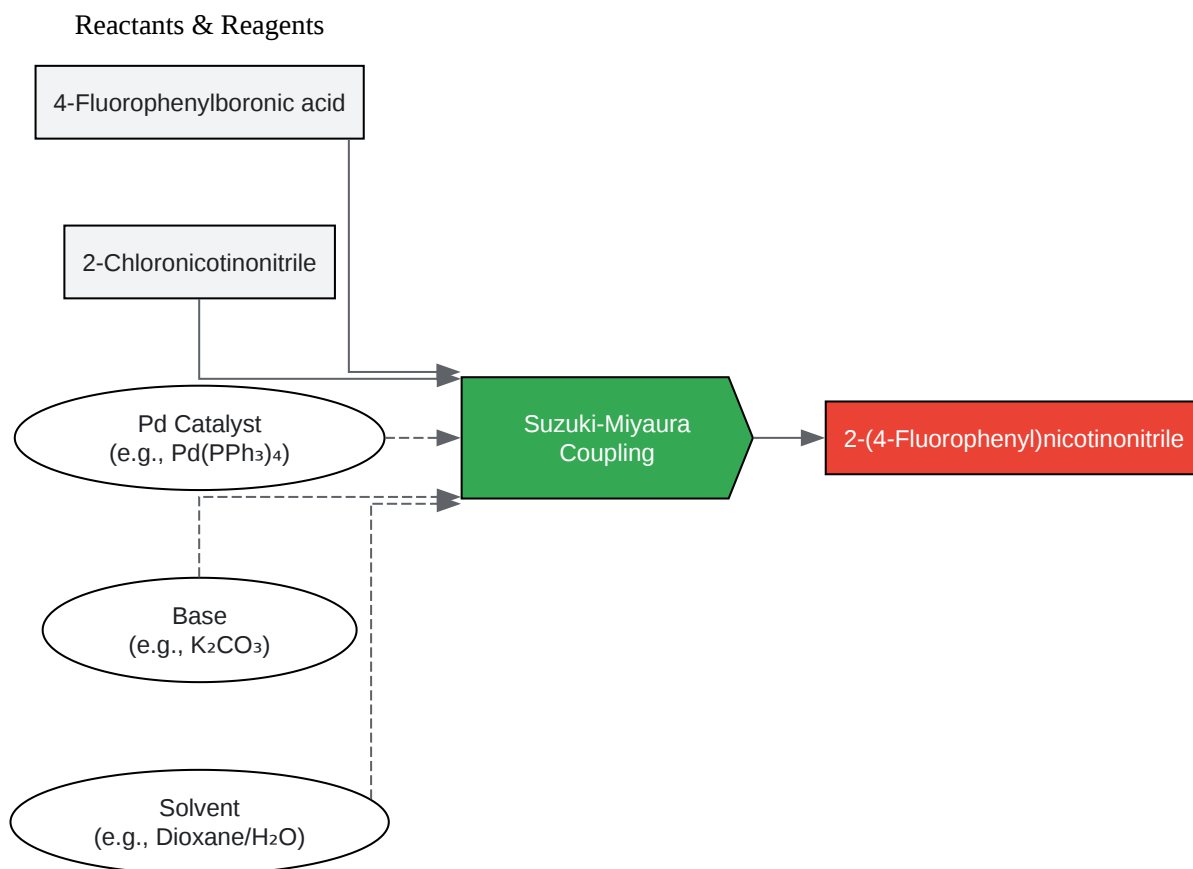 Reactants & Reagents
4-Fluorophenylboronic acid
2-Chloronicotinonitrile
Pd Catalyst
(e.g., Pd(PPh₃)₄)
Suzuki-Miyaura
Coupling
2-(4-Fluorophenyl)nicotinonitrile
Base
(e.g., K₂CO₃)
Solvent
(e.g., Dioxane/H₂O)